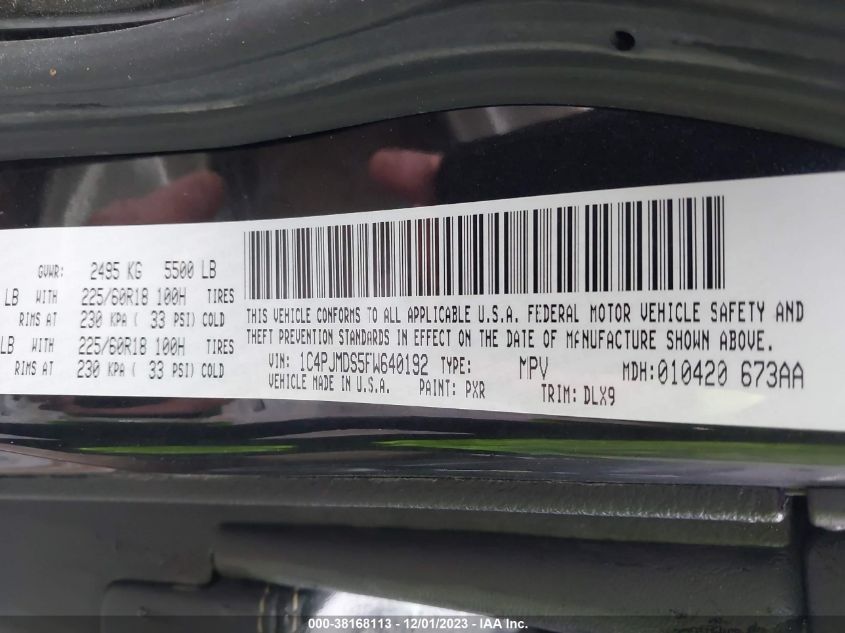 GVWR: 2495 KG 5500 LB
LB WITH 225/60R18 100H TIRES
RIMS AT 230 KPA ( 33 PSI) COLD
LB WITH 225/60R18 100H TIRES
RIMS AT 230 KPA ( 33 PSI) COLD
THIS VEHICLE CONFORMS TO ALL APPLICABLE U.S.A. FEDERAL MOTOR VEHICLE SAFETY AND
THEFT PREVENTION STANDARDS IN EFFECT ON THE DATE OF MANUFACTURE SHOWN ABOVE.
VIN: 1C4PJMDS5FW640192 TYPE: MPV MDH:010420 673AA
VEHICLE MADE IN U.S.A. PAINT: PXR TRIM: DLX9
000-38168113 - 12/01/2023 - IAA Inc.